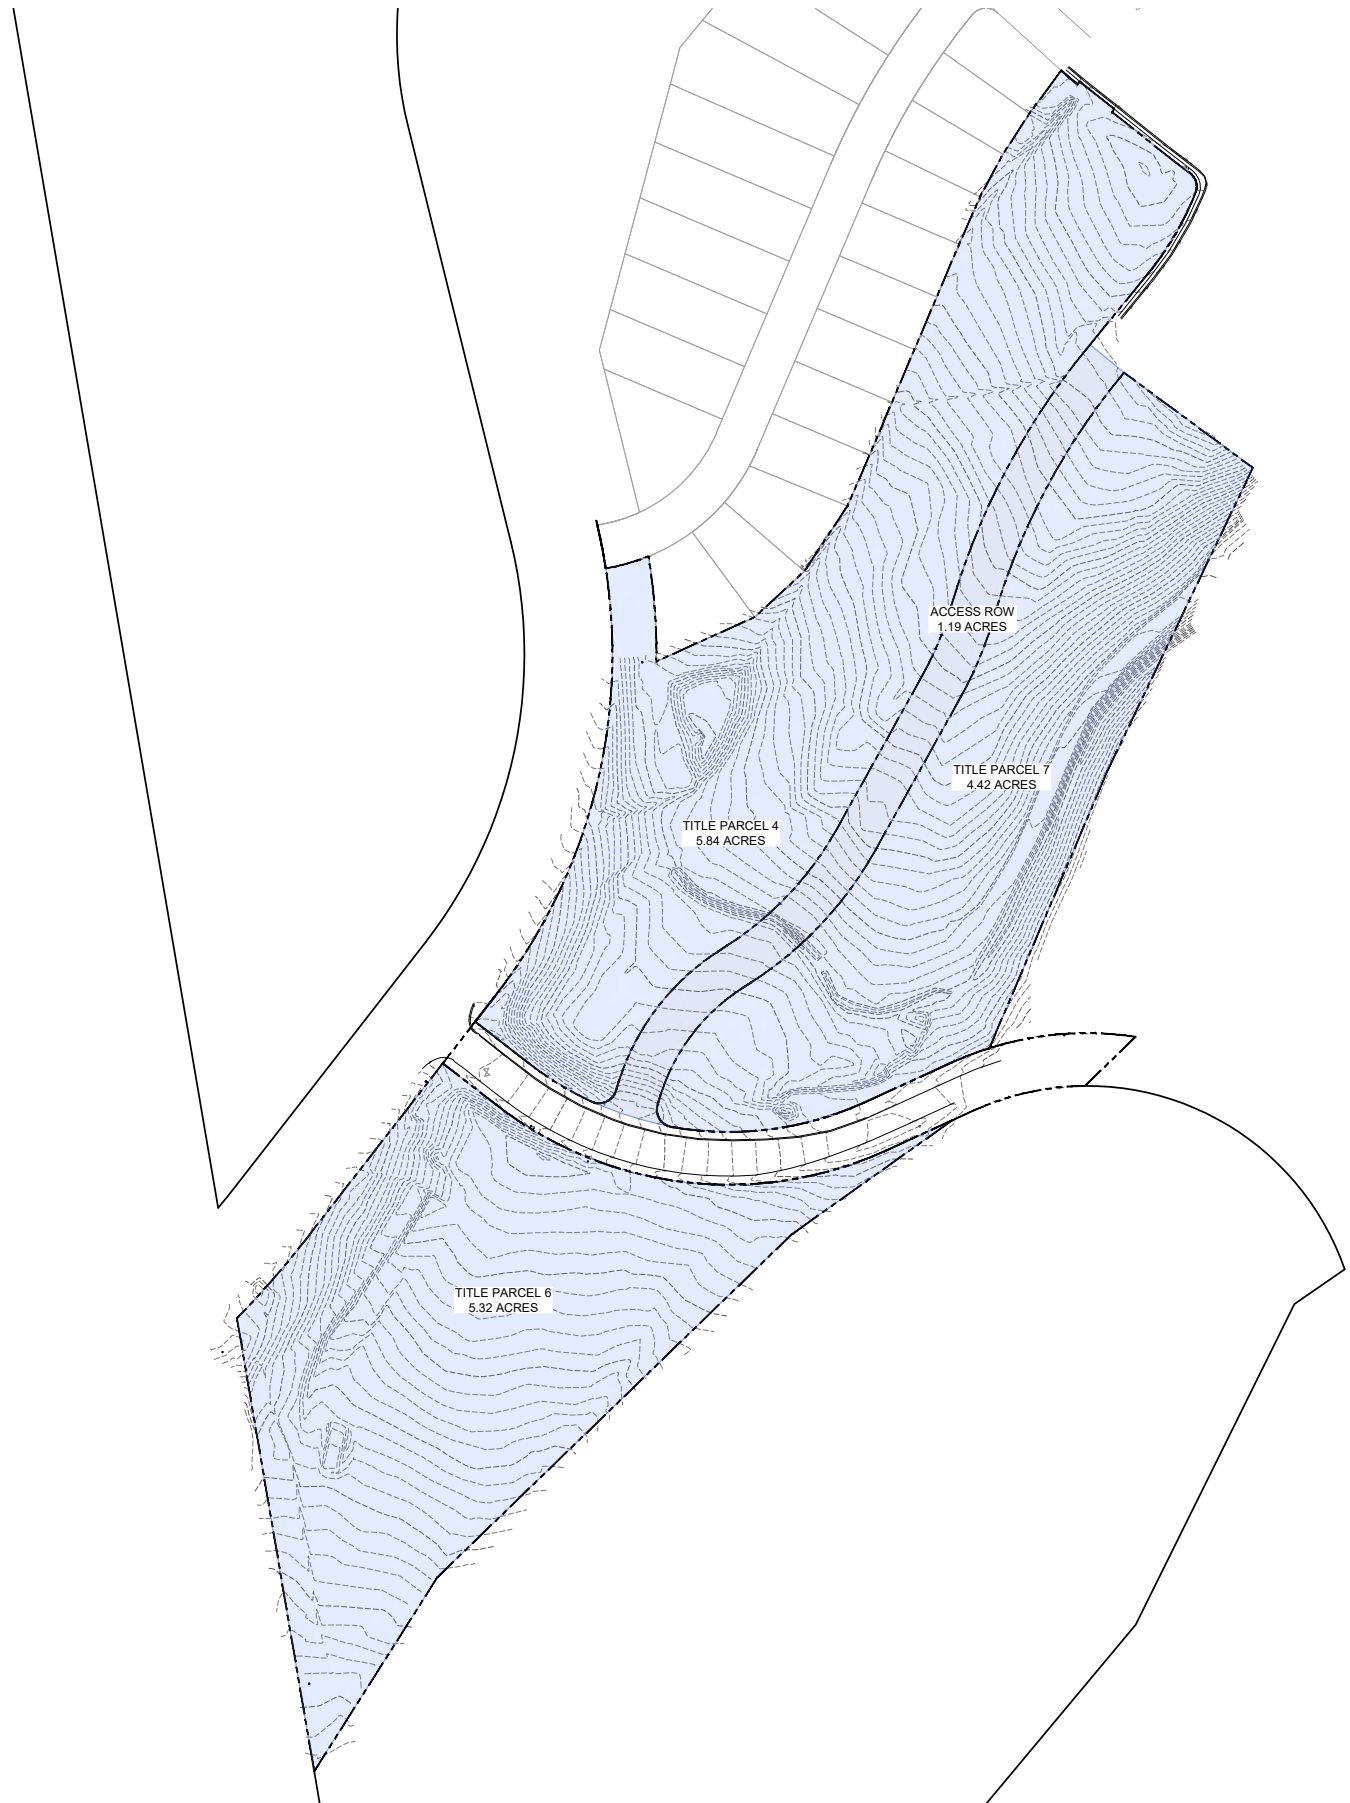 ACCESS ROW
1.19 ACRES
TITLE PARCEL 7
4.42 ACRES
TITLE PARCEL 4
5.84 ACRES
TITLE PARCEL 6
5.32 ACRES